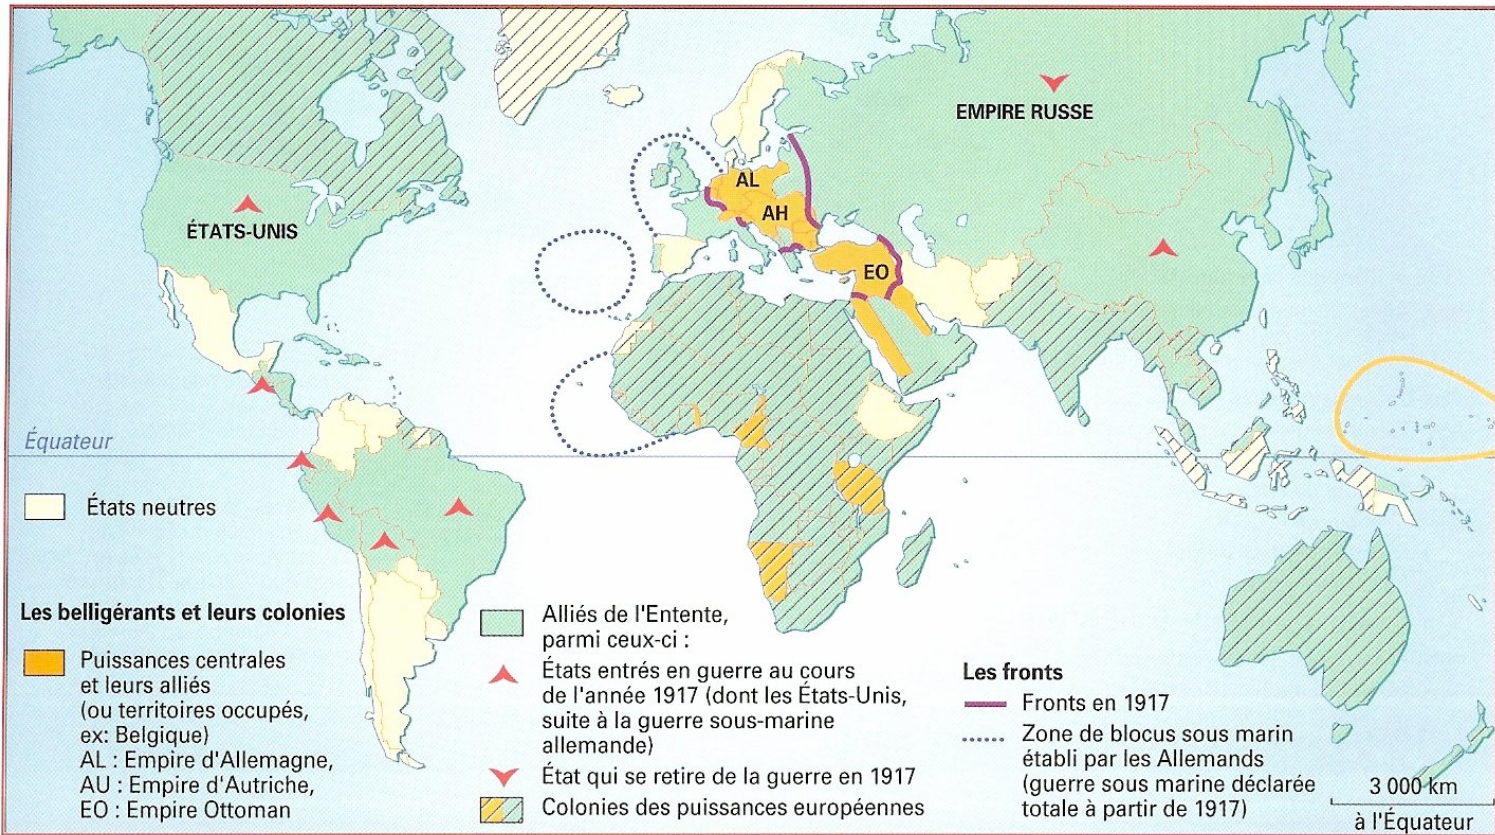 EMPIRE RUSSE
AL
AH
ÉTATS-UNIS
EO
Équateur
États neutres
Les belligérants et leurs colonies
Puissances centrales
et leurs alliés
(ou territoires occupés,
ex: Belgique)
AL : Empire d'Allemagne,
AU : Empire d'Autriche,
EO : Empire Ottoman
Alliés de l'Entente,
parmi ceux-ci :
États entrés en guerre au cours
de l'année 1917 (dont les États-Unis,
suite à la guerre sous-marine
allemande)
État qui se retire de la guerre en 1917
Colonies des puissances européennes
Les fronts
Fronts en 1917
Zone de blocus sous marin
établi par les Allemands
(guerre sous marine déclarée
totale à partir de 1917)
3 000 km
à l'Équateur